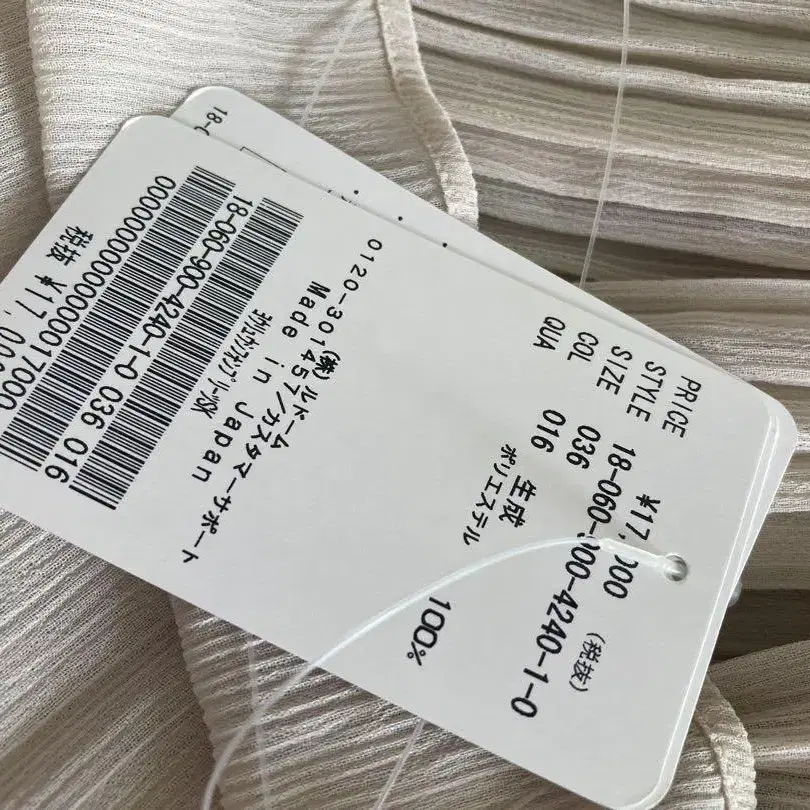 PRICE ¥17,000 (税抜)
STYLE 18-060-900-4240-1-0
SIZE 036
COL 016 生成
QUA ポリエステル 100%
(株)ルドーム
0120-301457/カスタマーサポート
Made in Japan
18-060-900-4240-1-0 036 016
0000000000000017000
税抜 ¥17,00
18-0